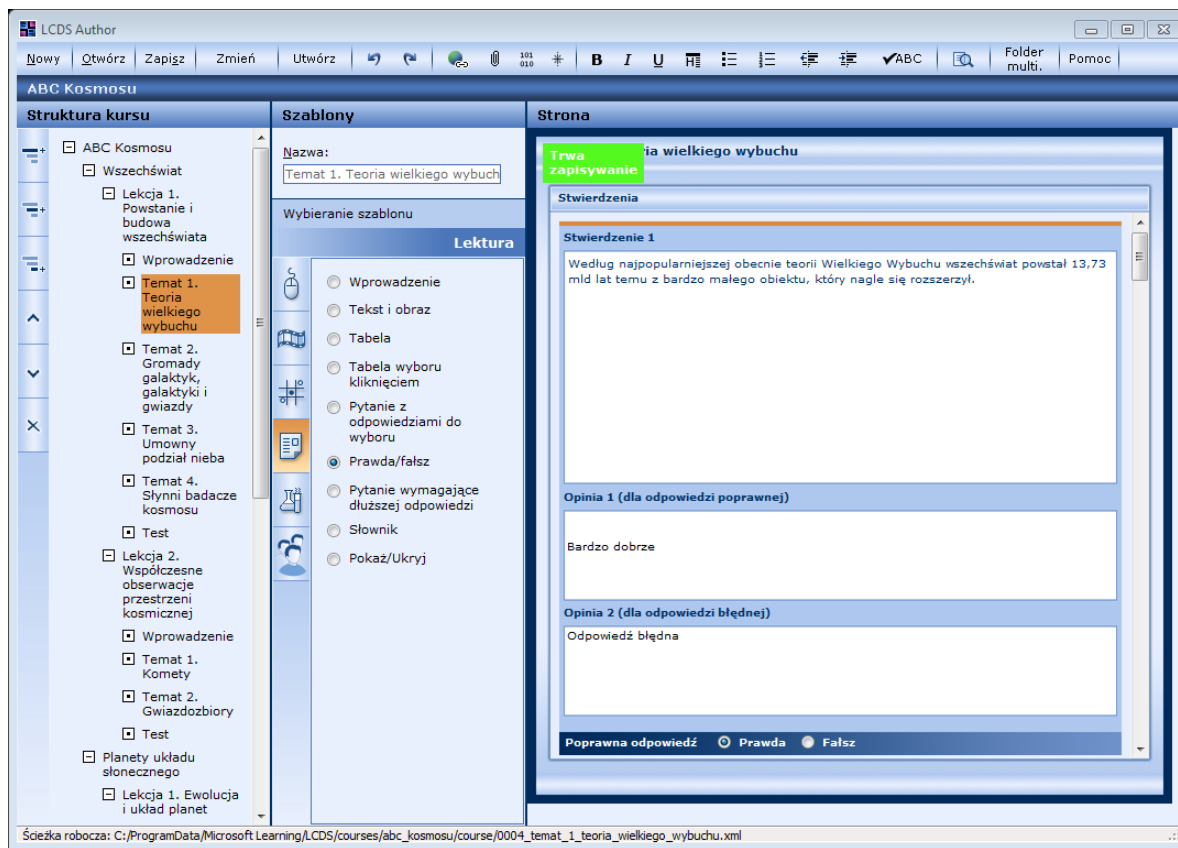 LCDS Author
Nowy Otwórz Zapisz Zmień Utwórz 101 010 B I U H ABC Folder multi. Pomoc
ABC Kosmosu
Struktura kursu
ABC Kosmosu
Wszechświat
Lekcja 1.
Powstanie i
budowa
wszechświata
Wprowadzenie
Temat 1.
Teoria
wielkiego
wybuchu
Temat 2.
Gromady
galaktyk,
galaktyki i
gwiazdy
Temat 3.
Umowny
podział nieba
Temat 4.
Słynni badacze
kosmosu
Test
Lekcja 2.
Współczesne
obserwacje
przestrzeni
kosmicznej
Wprowadzenie
Temat 1.
Komety
Temat 2.
Gwiazdozbiory
Test
Planety układu
słonecznego
Lekcja 1. Ewolucja
i układ planet
Szablony
Nazwa:
Temat 1. Teoria wielkiego wybuch
Wybieranie szablonu
Lektura
Wprowadzenie
Tekst i obraz
Tabela
Tabela wyboru
kliknięciem
Pytanie z
odpowiedziami do
wyboru
Prawda/fałsz
Pytanie wymagające
dłuższej odpowiedzi
Słownik
Pokaż/Ukryj
Strona
Trwa
zapisywanie
ria wielkiego wybuchu
Stwierdzenia
Stwierdzenie 1
Według najpopularniejszej obecnie teorii Wielkiego Wybuchu wszechświat powstał 13,73
mld lat temu z bardzo małego obiektu, który nagle się rozszerzył.
Opinia 1 (dla odpowiedzi poprawnej)
Bardzo dobrze
Opinia 2 (dla odpowiedzi błędnej)
Odpowiedź błędna
Poprawna odpowiedź Prawda Fałsz
Ścieżka robocza: C:/ProgramData/Microsoft Learning/LCDS/courses/abc_kosmosu/course/0004_temat_1_teoria_wielkiego_wybuchu.xml